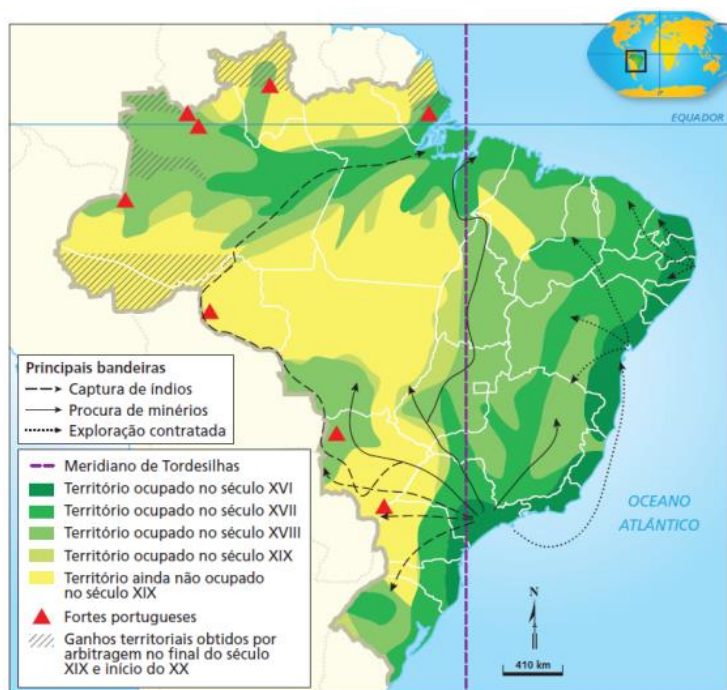 EQUADOR
Principais bandeiras
Captura de índios
Procura de minérios
Exploração contratada
Meridiano de Tordesilhas
Território ocupado no século XVI
Território ocupado no século XVII
Território ocupado no século XVIII
Território ocupado no século XIX
Território ainda não ocupado
no século XIX
Fortes portugueses
Ganhos territoriais obtidos por
arbitragem no final do século
XIX e início do XX
OCEANO
ATLÂNTICO
N
410 km